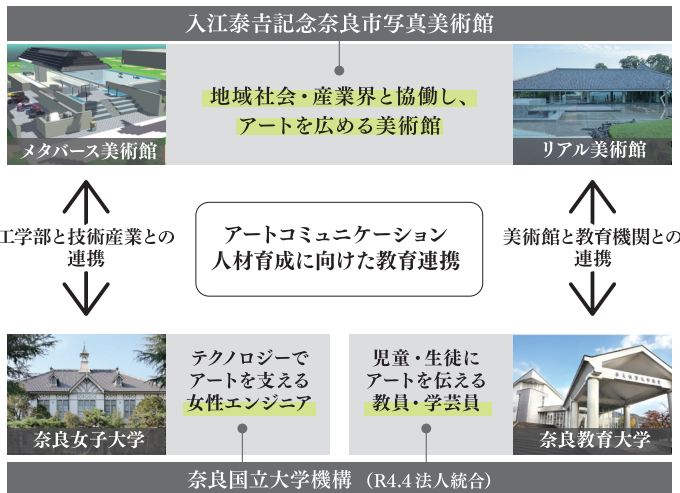 入江泰𠮷記念奈良市写真美術館
地域社会・産業界と協働し、
アートを広める美術館
メタバース美術館
リアル美術館
工学部と技術産業との
連携
アートコミュニケーション
人材育成に向けた教育連携
美術館と教育機関との
連携
テクノロジーで
アートを支える
女性エンジニア
児童・生徒に
アートを伝える
教員・学芸員
奈良女子大学
奈良教育大学
奈良国立大学機構（R4.4 法人統合）